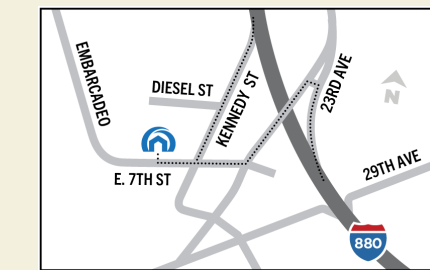 EMBARCADEO
DIESEL ST
KENNEDY ST
23RD AVE
N
E. 7TH ST
29TH AVE
880